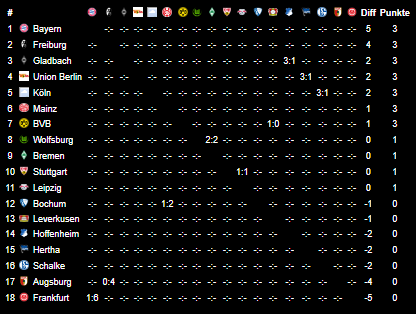 # Diff Punkte
1 Bayern -:- -:- -:- -:- -:- -:- -:- -:- -:- -:- -:- -:- -:- -:- -:- -:- -:- 5 3
2 Freiburg -:- -:- -:- -:- -:- -:- -:- -:- -:- -:- -:- -:- -:- -:- -:- -:- -:- 4 3
3 Gladbach -:- -:- -:- -:- -:- -:- -:- -:- -:- -:- -:- -:- 3:1 -:- -:- -:- -:- 2 3
4 Union Berlin -:- -:- -:- -:- -:- -:- -:- -:- -:- -:- -:- -:- -:- 3:1 -:- -:- -:- 2 3
5 Köln -:- -:- -:- -:- -:- -:- -:- -:- -:- -:- -:- -:- -:- -:- 3:1 -:- -:- 2 3
6 Mainz -:- -:- -:- -:- -:- -:- -:- -:- -:- -:- -:- -:- -:- -:- -:- -:- -:- 1 3
7 BVB -:- -:- -:- -:- -:- -:- -:- -:- -:- -:- -:- 1:0 -:- -:- -:- -:- -:- 1 3
8 Wolfsburg -:- -:- -:- -:- -:- -:- -:- 2:2 -:- -:- -:- -:- -:- -:- -:- -:- -:- 0 1
9 Bremen -:- -:- -:- -:- -:- -:- -:- -:- -:- -:- -:- -:- -:- -:- -:- -:- -:- 0 1
10 Stuttgart -:- -:- -:- -:- -:- -:- -:- -:- -:- 1:1 -:- -:- -:- -:- -:- -:- -:- 0 1
11 Leipzig -:- -:- -:- -:- -:- -:- -:- -:- -:- -:- -:- -:- -:- -:- -:- -:- -:- 0 1
12 Bochum -:- -:- -:- -:- -:- 1:2 -:- -:- -:- -:- -:- -:- -:- -:- -:- -:- -:- -1 0
13 Leverkusen -:- -:- -:- -:- -:- -:- -:- -:- -:- -:- -:- -:- -:- -:- -:- -:- -:- -1 0
14 Hoffenheim -:- -:- -:- -:- -:- -:- -:- -:- -:- -:- -:- -:- -:- -:- -:- -:- -:- -2 0
15 Hertha -:- -:- -:- -:- -:- -:- -:- -:- -:- -:- -:- -:- -:- -:- -:- -:- -:- -2 0
16 Schalke -:- -:- -:- -:- -:- -:- -:- -:- -:- -:- -:- -:- -:- -:- -:- -:- -:- -2 0
17 Augsburg -:- 0:4 -:- -:- -:- -:- -:- -:- -:- -:- -:- -:- -:- -:- -:- -:- -:- -4 0
18 Frankfurt 1:6 -:- -:- -:- -:- -:- -:- -:- -:- -:- -:- -:- -:- -:- -:- -:- -:- -5 0